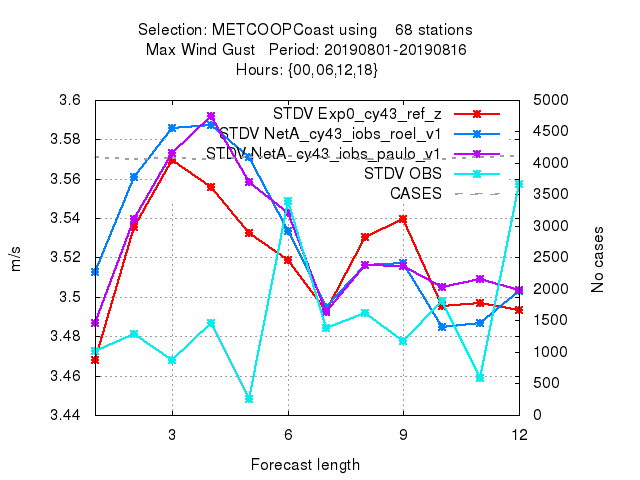 Selection: METCOOPCoast using 68 stations
Max Wind Gust Period: 20190801-20190816
Hours: {00,06,12,18}
STDV Exp0_cy43_ref_z
STDV NetA_cy43_iobs_roel_v1
STDV NetA_cy43_iobs_paulo_v1
STDV OBS
CASES
3.6
3.58
3.56
3.54
3.52
3.5
3.48
3.46
3.44
m/s
5000
4500
4000
3500
3000
2500
2000
1500
1000
500
0
No cases
3 6 9 12
Forecast length